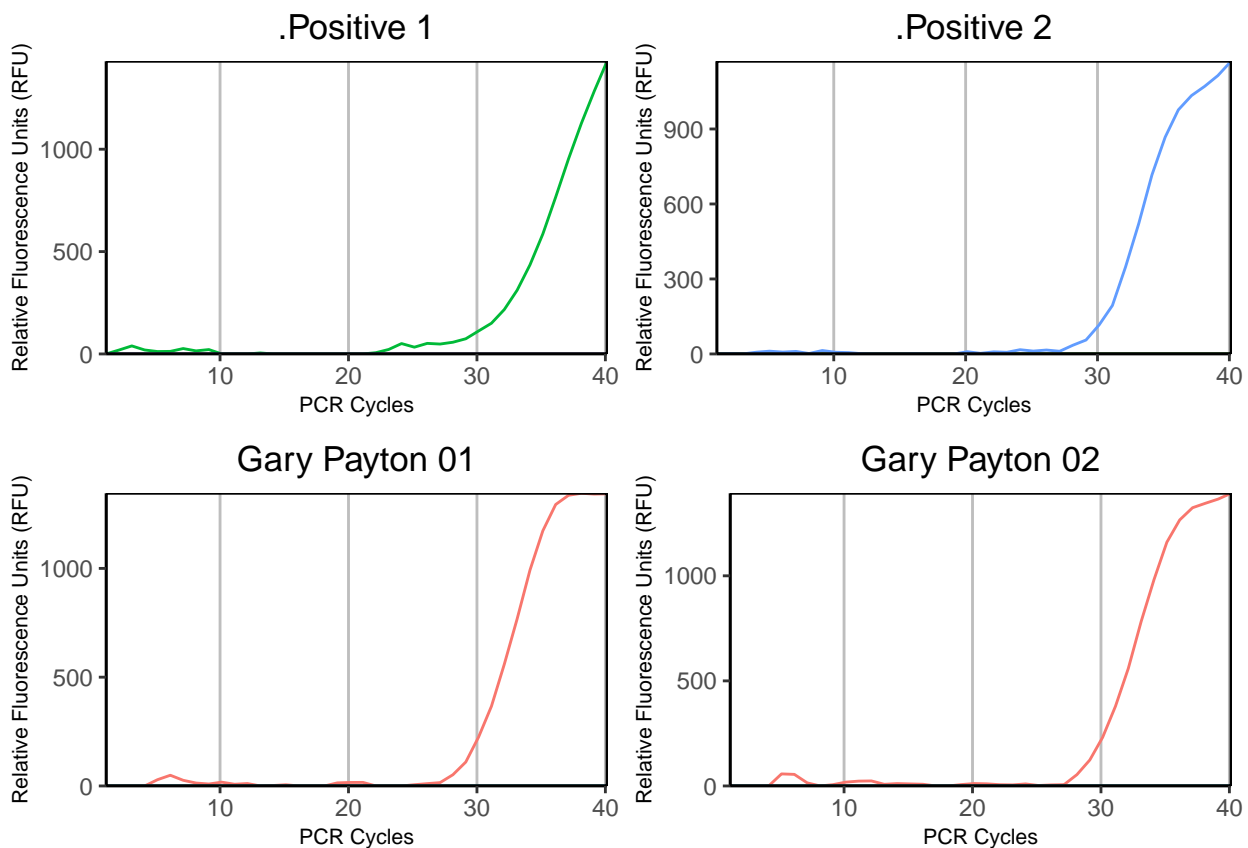 .Positive 1
Relative Fluorescence Units (RFU)
1000
500
0
10 20 30 40
PCR Cycles
.Positive 2
Relative Fluorescence Units (RFU)
900
600
300
0
10 20 30 40
PCR Cycles
Gary Payton 01
Relative Fluorescence Units (RFU)
1000
500
0
10 20 30 40
PCR Cycles
Gary Payton 02
Relative Fluorescence Units (RFU)
1000
500
0
10 20 30 40
PCR Cycles